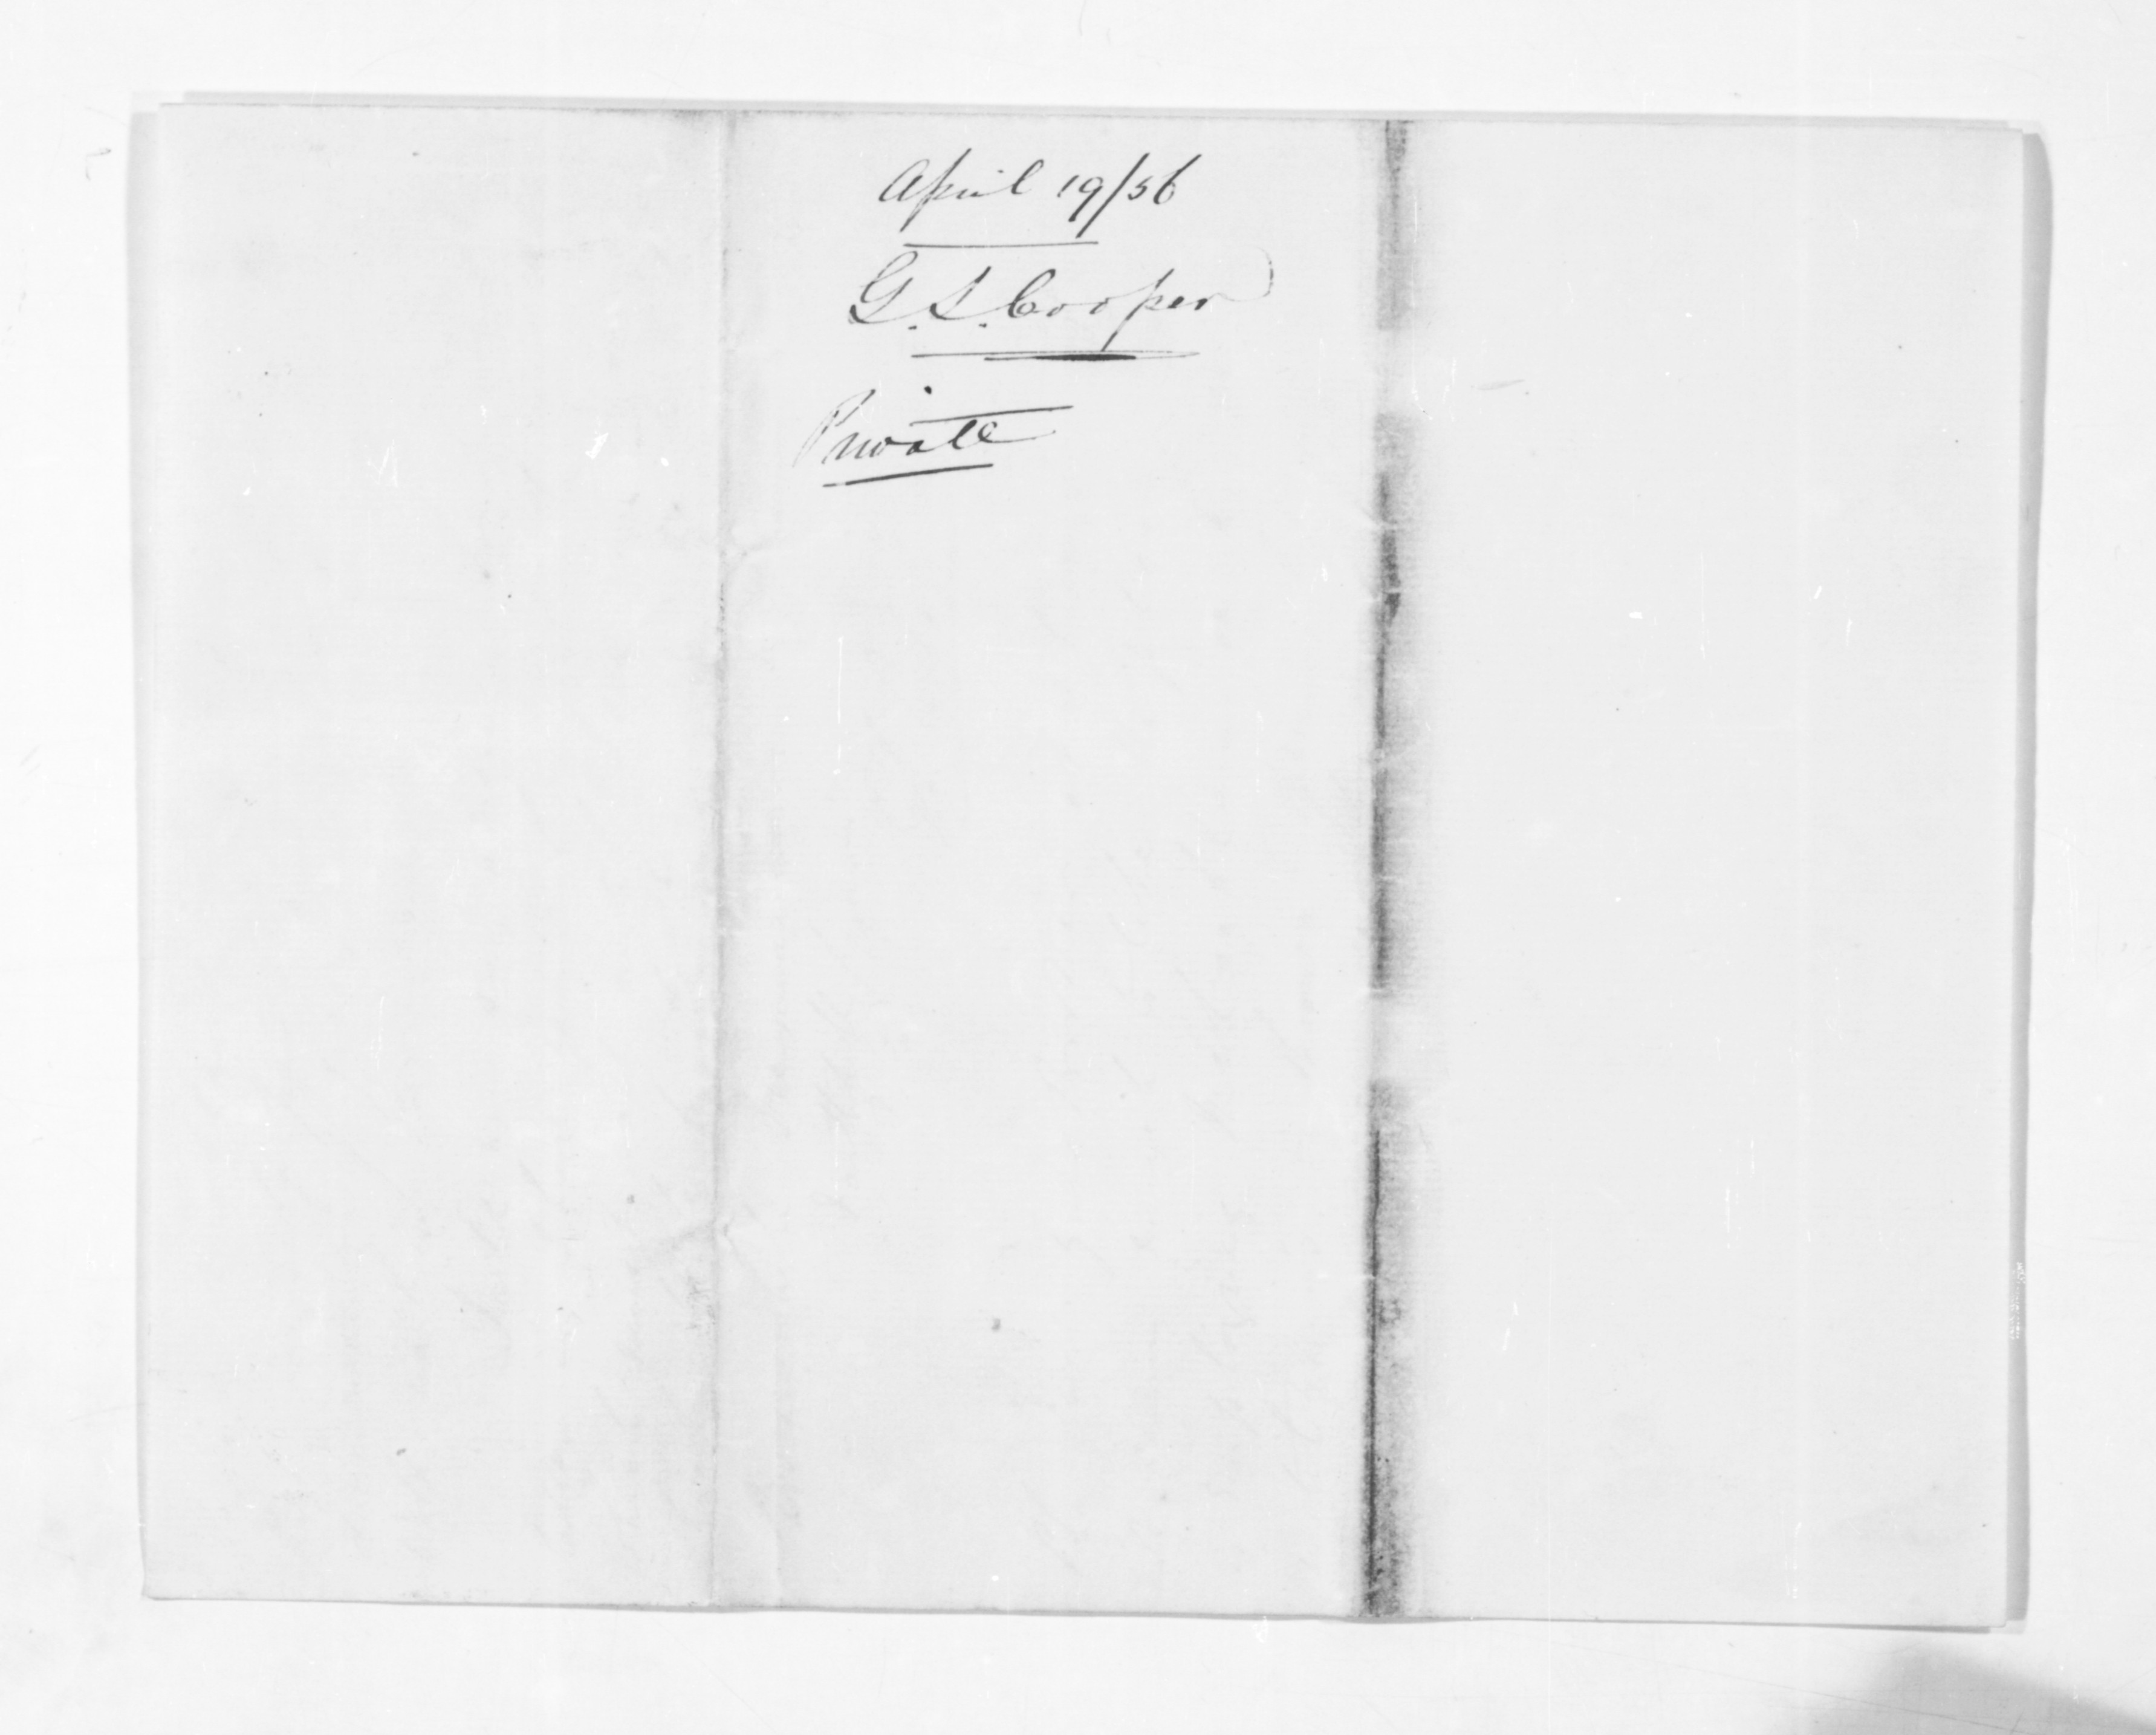 April 19/56
G. S. Cooper
Private